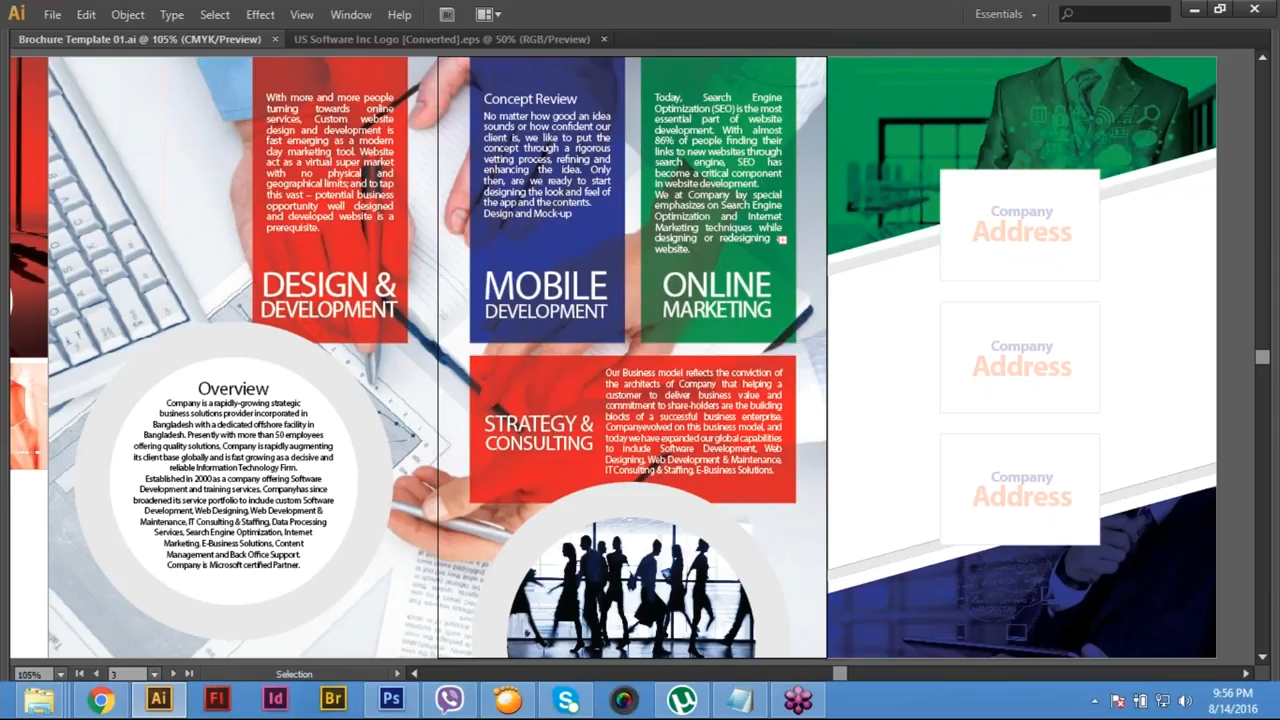 Ai File Edit Object Type Select Effect View Window Help Br Essentials
Brochure Template 01.ai @ 105% (CMYK/Preview) × US Software Inc Logo [Converted].eps @ 50% (RGB/Preview) ×
With more and more people
turning towards online
services, Custom website
design and development is
fast emerging as a modern
day marketing tool. Website
act as a virtual super market
with no physical and
geographical limits; and to tap
this vast – potential business
opportunity well designed
and developed website is a
prerequisite.
DESIGN &
DEVELOPMENT
Overview
Company is a rapidly-growing strategic
business solutions provider incorporated in
Bangladesh with a dedicated offshore facility in
Bangladesh. Presently with more than 50 employees
offering quality solutions, Company is rapidly augmenting
its client base globally and is fast growing as a decisive and
reliable Information Technology Firm.
Established in 2000 as a company offering Software
Development and training services, Companyhas since
broadened its service portfolio to include custom Software
Development, Web Designing, Web Development &
Maintenance, IT Consulting & Staffing, Data Processing
Services, Search Engine Optimization, Internet
Marketing, E-Business Solutions, Content
Management and Back Office Support.
Company is Microsoft certified Partner.
Concept Review
No matter how good an idea
sounds or how confident our
client is, we like to put the
concept through a rigorous
vetting process, refining and
enhancing the idea. Only
then, are we ready to start
designing the look and feel of
the app and the contents.
Design and Mock-up
MOBILE
DEVELOPMENT
Today, Search Engine
Optimization (SEO) is the most
essential part of website
development. With almost
86% of people finding their
links to new websites through
search engine, SEO has
become a critical component
in website development.
We at Company lay special
emphasizes on Search Engine
Optimization and Internet
Marketing techniques while
designing or redesigning a
website.
ONLINE
MARKETING
STRATEGY &
CONSULTING
Our Business model reflects the conviction of
the architects of Company that helping a
customer to deliver business value and
commitment to share-holders are the building
blocks of a successful business enterprise.
Companyevolved on this business model, and
today we have expanded our global capabilities
to include Software Development, Web
Designing, Web Development & Maintenance,
IT Consulting & Staffing, E-Business Solutions.
Company
Address
Company
Address
Company
Address
105% 3 Selection
Ai Fl Id Br Ps
9:56 PM
8/14/2016